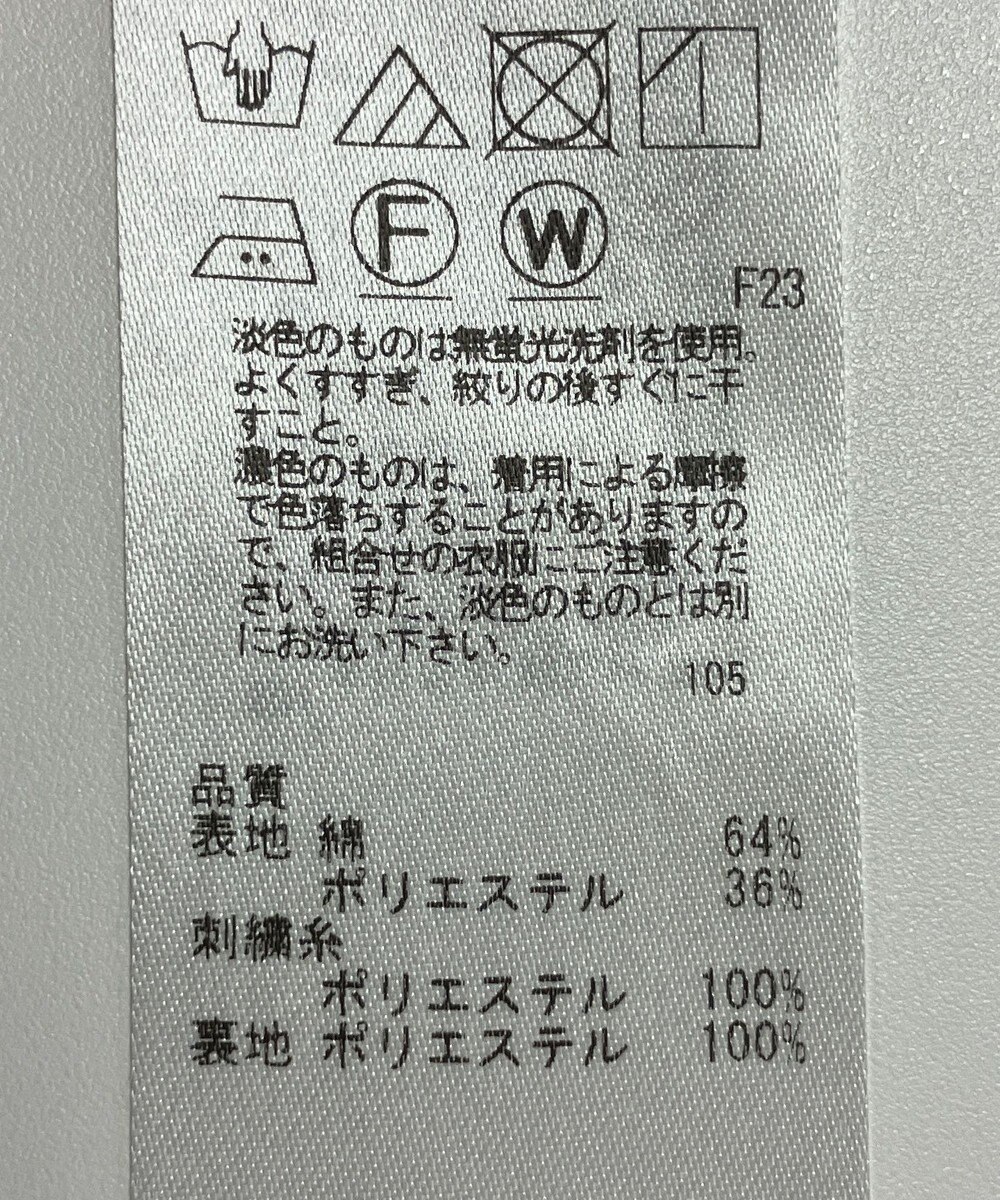 F W
F23
淡色のものは無蛍光洗剤を使用。
よくすすぎ、絞りの後すぐに干
すこと。
濃色のものは、着用による摩擦
で色落ちすることがありますの
で、組合せの衣服にご注意くだ
さい。また、淡色のものとは別
にお洗い下さい。
105
品質
表地 綿 64%
ポリエステル 36%
刺繍糸
ポリエステル 100%
裏地 ポリエステル 100%